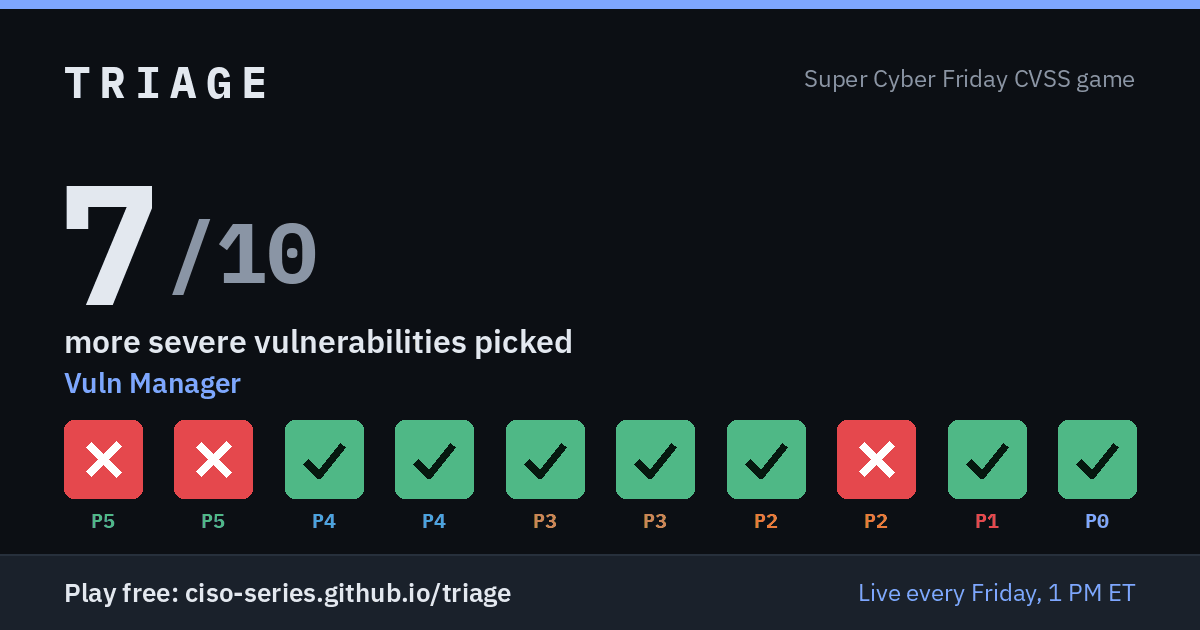 TRIAGE
Super Cyber Friday CVSS game
7/10
more severe vulnerabilities picked
Vuln Manager
P5 P5 P4 P4 P3 P3 P2 P2 P1 P0
Play free: ciso-series.github.io/triage
Live every Friday, 1 PM ET